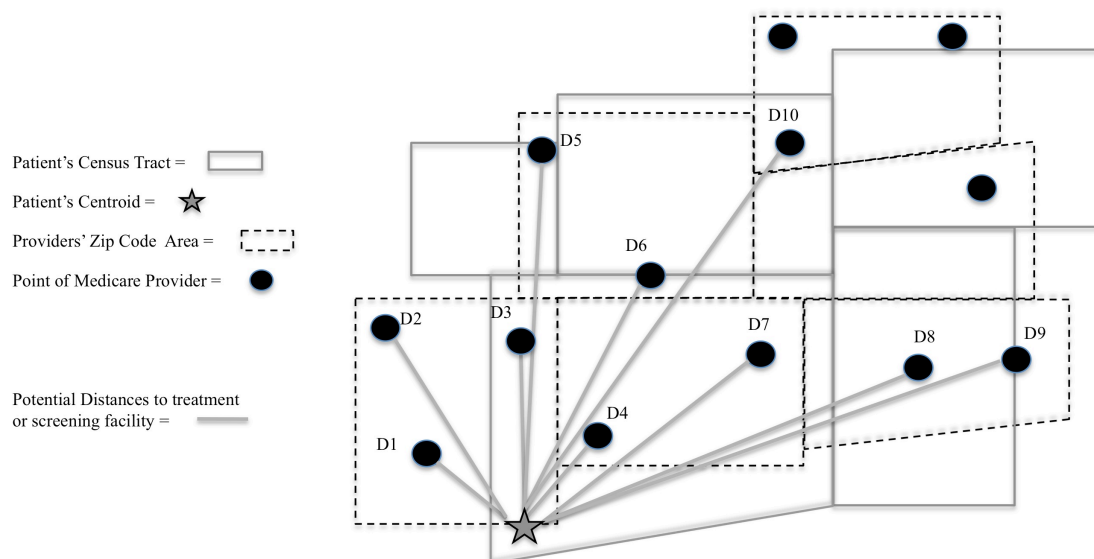 D10
D5
Patient's Census Tract =
Patient's Centroid =
Providers' Zip Code Area =
D6
Point of Medicare Provider =
D2
D3
D7
D8
D9
Potential Distances to treatment
or screening facility =
D4
D1